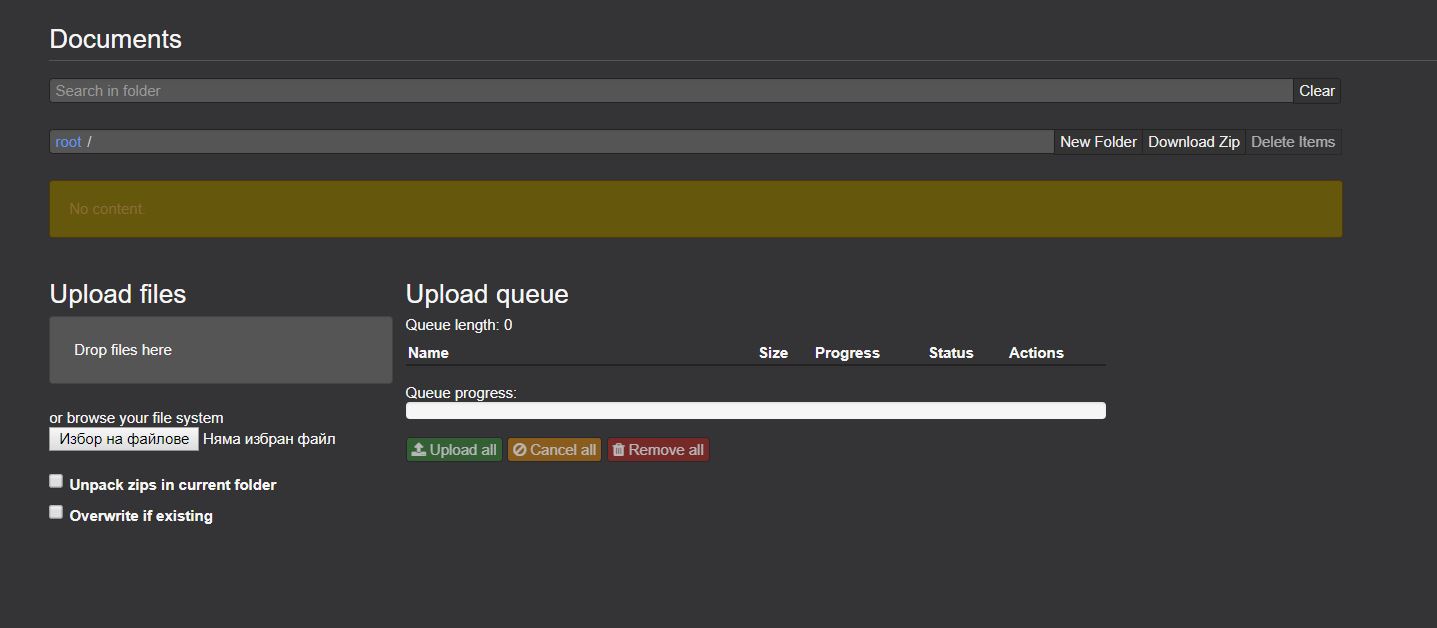 Documents
Search in folder Clear
root / New Folder Download Zip Delete Items
No content.
Upload files
Drop files here
or browse your file system
Избор на файлове Няма избран файл
Unpack zips in current folder
Overwrite if existing
Upload queue
Queue length: 0
Name Size Progress Status Actions
Queue progress:
Upload all Cancel all Remove all